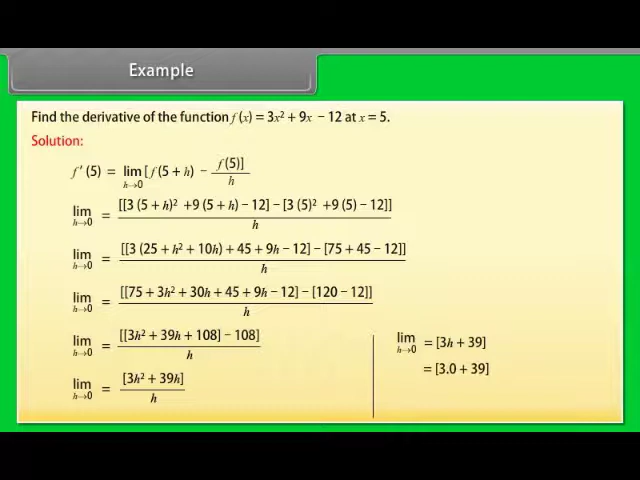 Example
Find the derivative of the function f (x) = 3x² + 9x − 12 at x = 5.
Solution:
f ′ (5) = lim h→0 [ f (5 + h) − f (5)] / h
lim h→0 = [[3 (5 + h)² +9 (5 + h) − 12] − [3 (5)² +9 (5) − 12]] / h
lim h→0 = [[3 (25 + h² + 10h) + 45 + 9h − 12] − [75 + 45 − 12]] / h
lim h→0 = [[75 + 3h² + 30h + 45 + 9h − 12] − [120 − 12]] / h
lim h→0 = [[3h² + 39h + 108] − 108] / h
lim h→0 = [3h² + 39h] / h
lim h→0 = [3h + 39]
= [3.0 + 39]